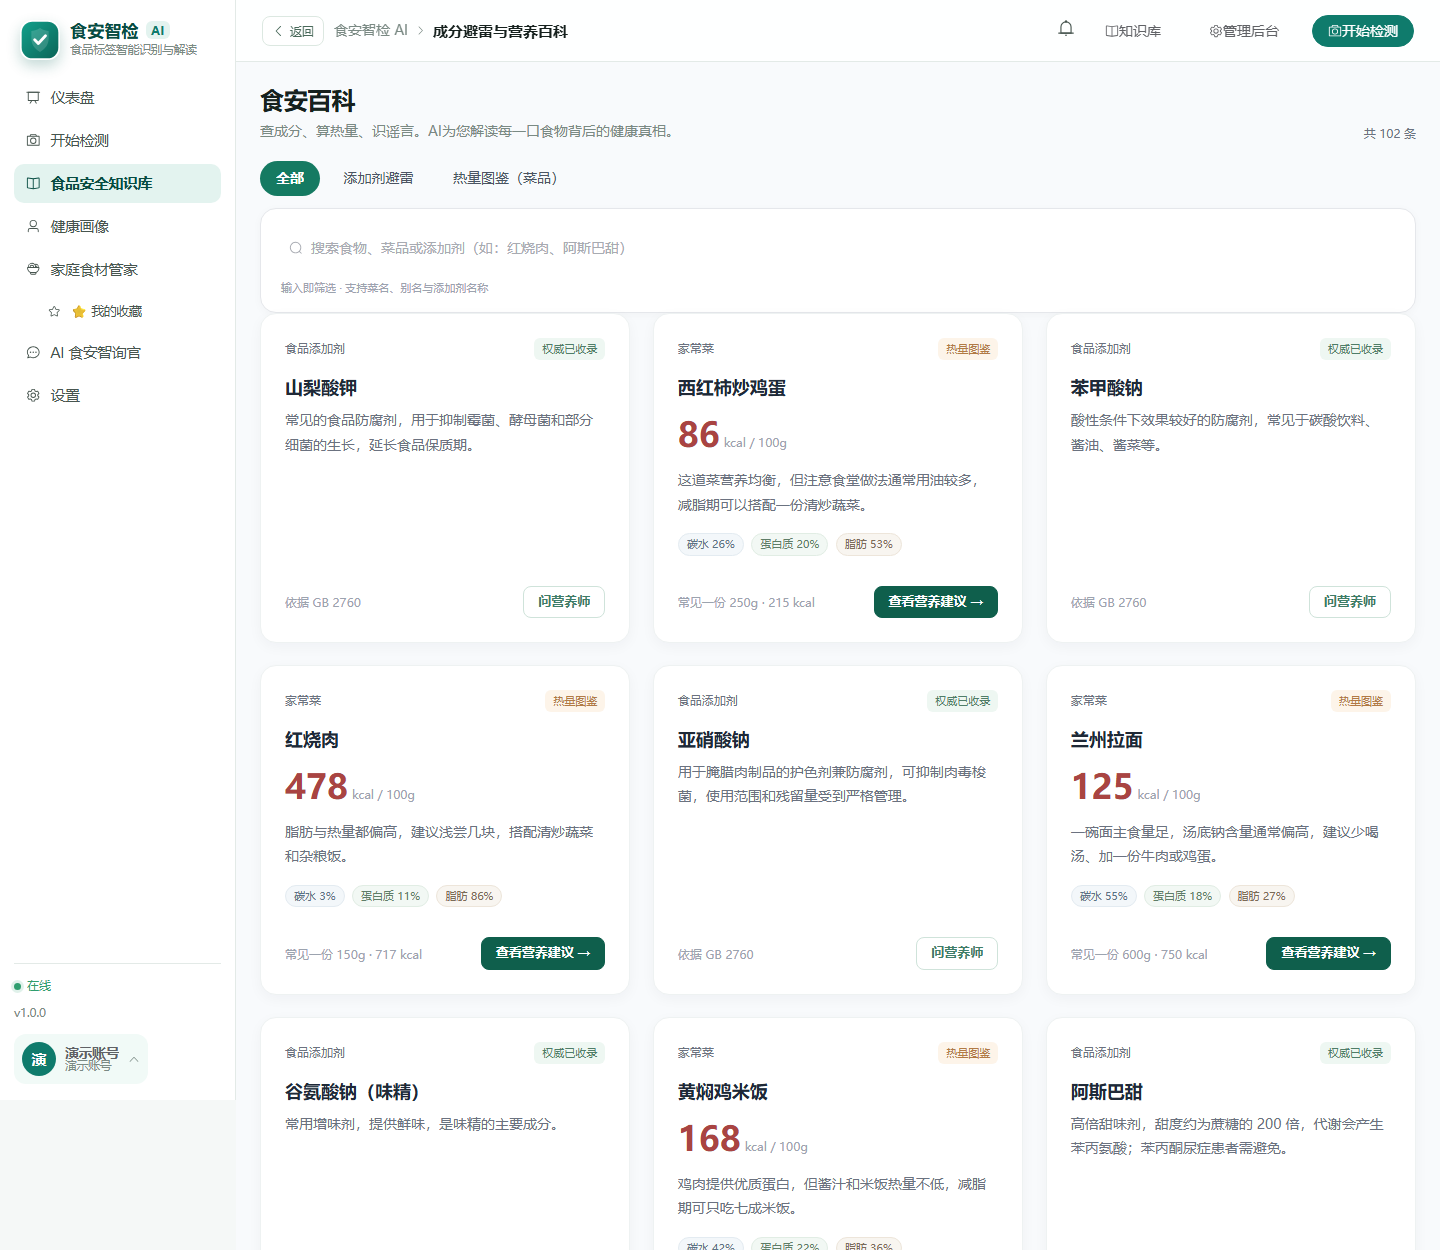 食安智检 AI
食品标签智能识别与解读
仪表盘
开始检测
食品安全知识库
健康画像
家庭食材管家
我的收藏
AI 食安智询官
设置
在线
v1.0.0
演
演示账号
演示账号
返回
食安智检 AI
成分避雷与营养百科
知识库
管理后台
开始检测
食安百科
查成分、算热量、识谣言。AI为您解读每一口食物背后的健康真相。
共 102 条
全部
添加剂避雷
热量图鉴（菜品）
搜索食物、菜品或添加剂（如：红烧肉、阿斯巴甜）
输入即筛选 · 支持菜名、别名与添加剂名称
食品添加剂
权威已收录
山梨酸钾
常见的食品防腐剂，用于抑制霉菌、酵母菌和部分
细菌的生长，延长食品保质期。
依据 GB 2760
问营养师
家常菜
热量图鉴
西红柿炒鸡蛋
86 kcal / 100g
这道菜营养均衡，但注意食堂做法通常用油较多，
减脂期可以搭配一份清炒蔬菜。
碳水 26%
蛋白质 20%
脂肪 53%
常见一份 250g · 215 kcal
查看营养建议 →
食品添加剂
权威已收录
苯甲酸钠
酸性条件下效果较好的防腐剂，常见于碳酸饮料、
酱油、酱菜等。
依据 GB 2760
问营养师
家常菜
热量图鉴
红烧肉
478 kcal / 100g
脂肪与热量都偏高，建议浅尝几块，搭配清炒蔬菜
和杂粮饭。
碳水 3%
蛋白质 11%
脂肪 86%
常见一份 150g · 717 kcal
查看营养建议 →
食品添加剂
权威已收录
亚硝酸钠
用于腌腊肉制品的护色剂兼防腐剂，可抑制肉毒梭
菌，使用范围和残留量受到严格管理。
依据 GB 2760
问营养师
家常菜
热量图鉴
兰州拉面
125 kcal / 100g
一碗面主食量足，汤底钠含量通常偏高，建议少喝
汤、加一份牛肉或鸡蛋。
碳水 55%
蛋白质 18%
脂肪 27%
常见一份 600g · 750 kcal
查看营养建议 →
食品添加剂
权威已收录
谷氨酸钠（味精）
常用增味剂，提供鲜味，是味精的主要成分。
家常菜
热量图鉴
黄焖鸡米饭
168 kcal / 100g
鸡肉提供优质蛋白，但酱汁和米饭热量不低，减脂
期可只吃七成米饭。
碳水 42%
蛋白质 22%
脂肪 36%
食品添加剂
权威已收录
阿斯巴甜
高倍甜味剂，甜度约为蔗糖的 200 倍，代谢会产生
苯丙氨酸；苯丙酮尿症患者需避免。